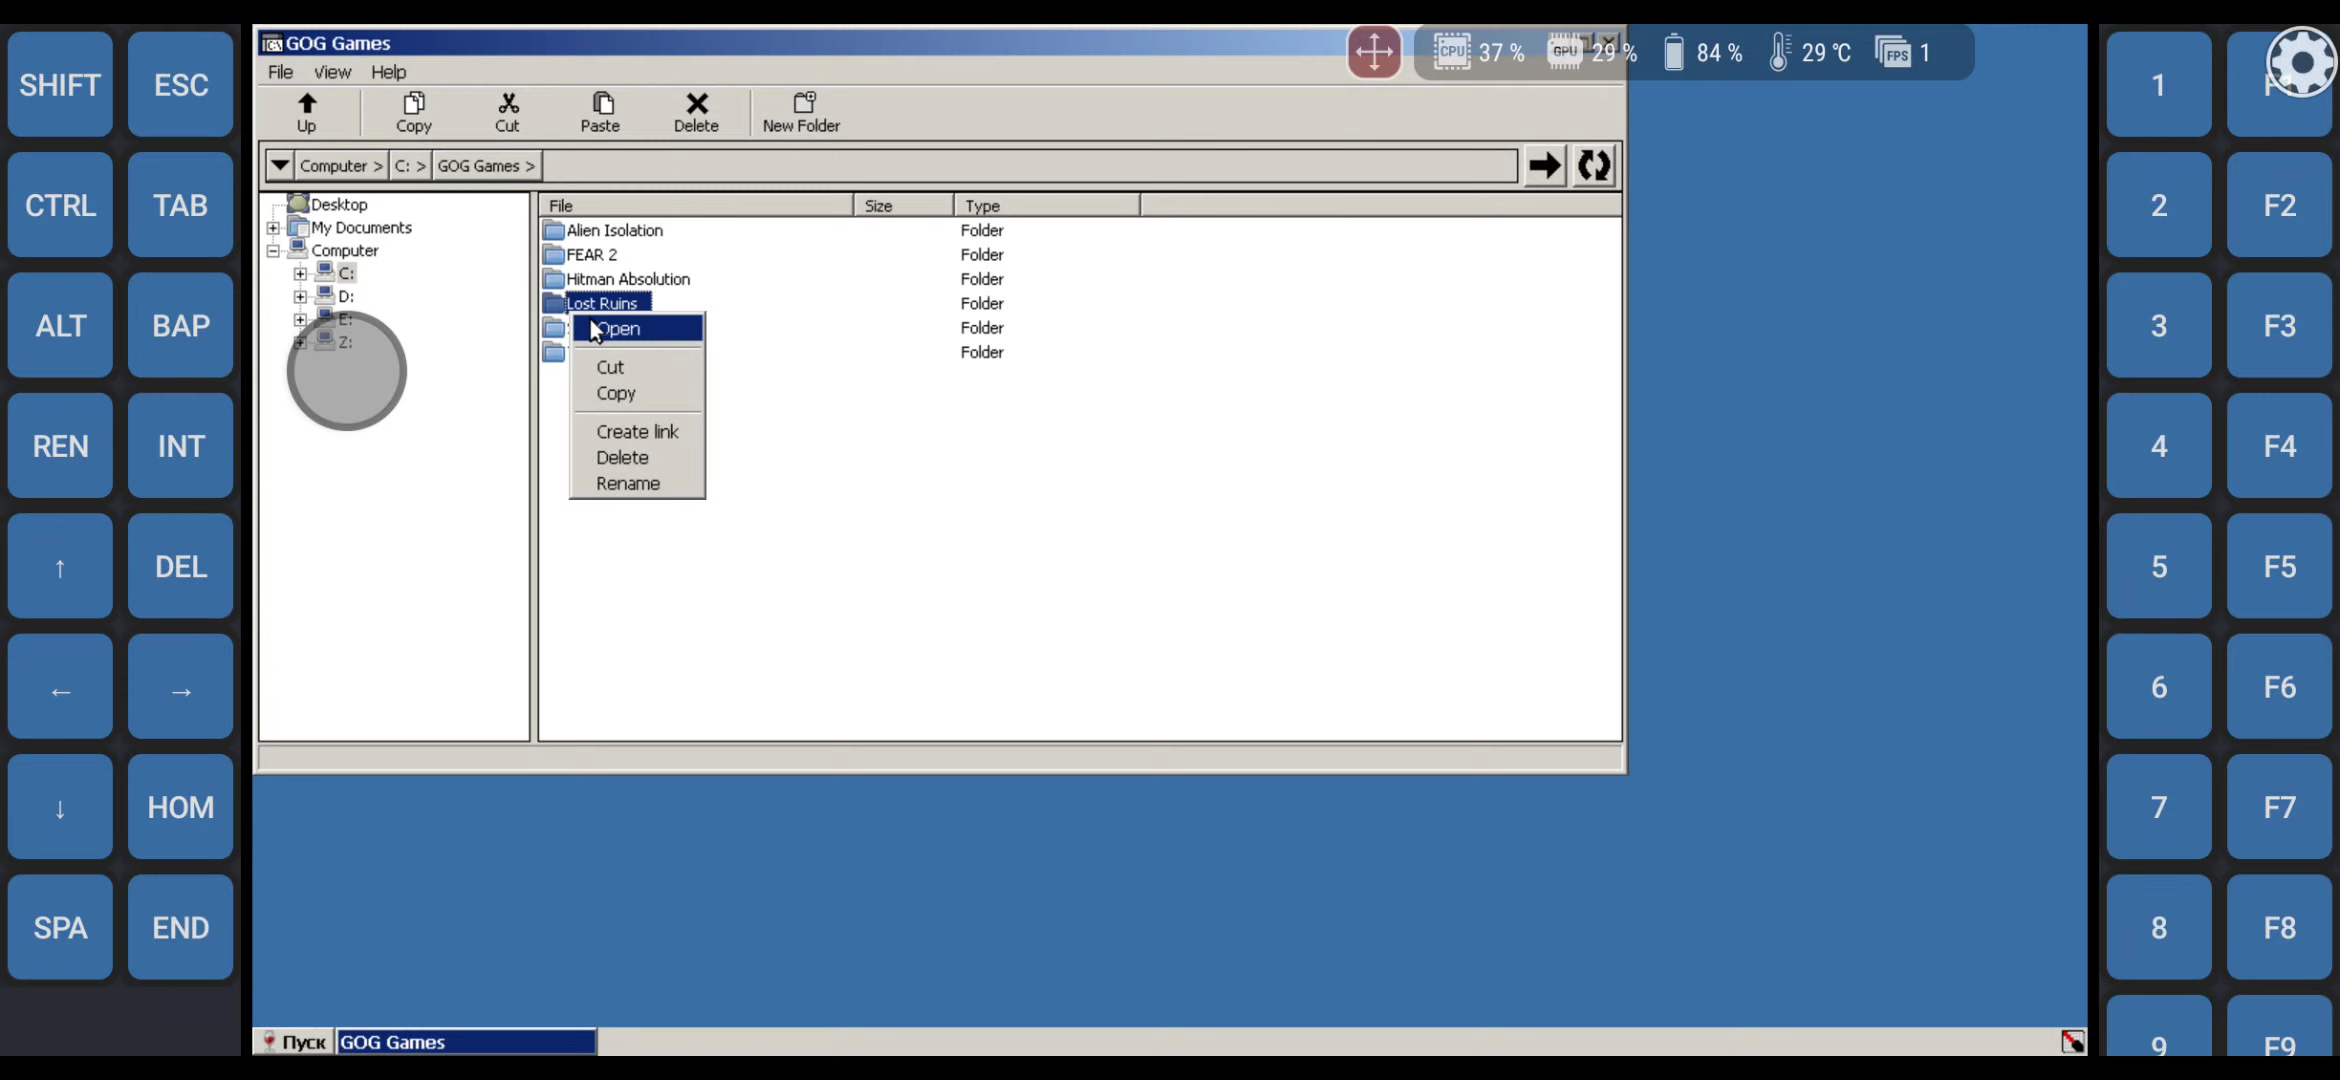 SHIFT ESC
CTRL TAB
ALT BAP
REN INT
↑ DEL
← →
↓ HOM
SPA END
GOG Games
CPU 37 % GPU 29 % 84 % 29 °C FPS 1
File View Help
Up Copy Cut Paste Delete New Folder
Computer > C: > GOG Games >
Desktop
My Documents
Computer
C:
D:
E:
Z:
File Size Type
Alien Isolation Folder
FEAR 2 Folder
Hitman Absolution Folder
Lost Ruins Folder
Folder
Folder
Open
Cut
Copy
Create link
Delete
Rename
Пуск GOG Games
1
2 F2
3 F3
4 F4
5 F5
6 F6
7 F7
8 F8
9 F9